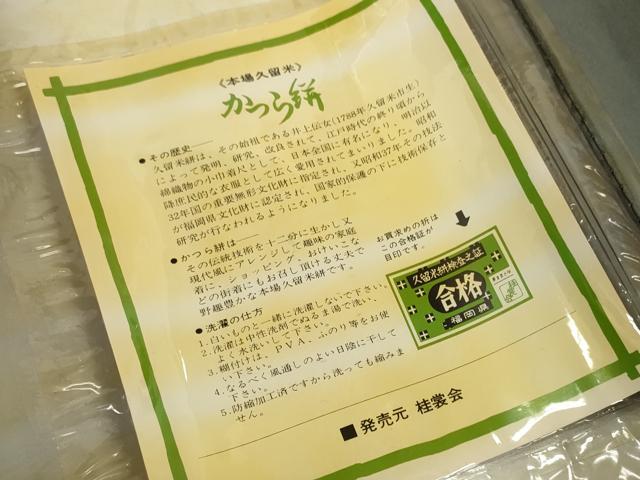 〈本場久留米〉
かつら絣
●その歴史──
久留米絣は、その始祖である井上伝女(1788年久留米市生)
によって発明、研究、改良されて、江戸時代の終り頃から
綿織物の小巾着尺として、日本全国に有名になり、明治以
降庶民的な衣服として広く愛用されてまいりました。昭和
32年国の重要無形文化財に指定され、又昭和37年その技法
が福岡県文化財に認定され、国家的保護の下に技術保存と
研究が行なわれるようになりました。
●かつら絣は──
その伝統技術を十二分に生かし又
現代風にアレンジして趣味の家庭
着に、ショッピング、おけいこな
どの街着にもお召し頂ける丈夫で
野趣豊かな本場久留米絣です。
お買求めの折は
この合格証が
目印です。
久留米絣検査之証
合格
福岡県
●洗濯の仕方
1.白いものと一緒に洗濯しないで下さい。
2.洗濯は中性洗剤でぬるま湯で洗い、
よく水洗いして下さい。
3.糊付けは、PVA、ふのり等をお使
い下さい。
4.なるべく風通しのよい日陰に干して
下さい。
5.防縮加工済ですから洗っても縮みま
せん。
■発売元 桂裳会